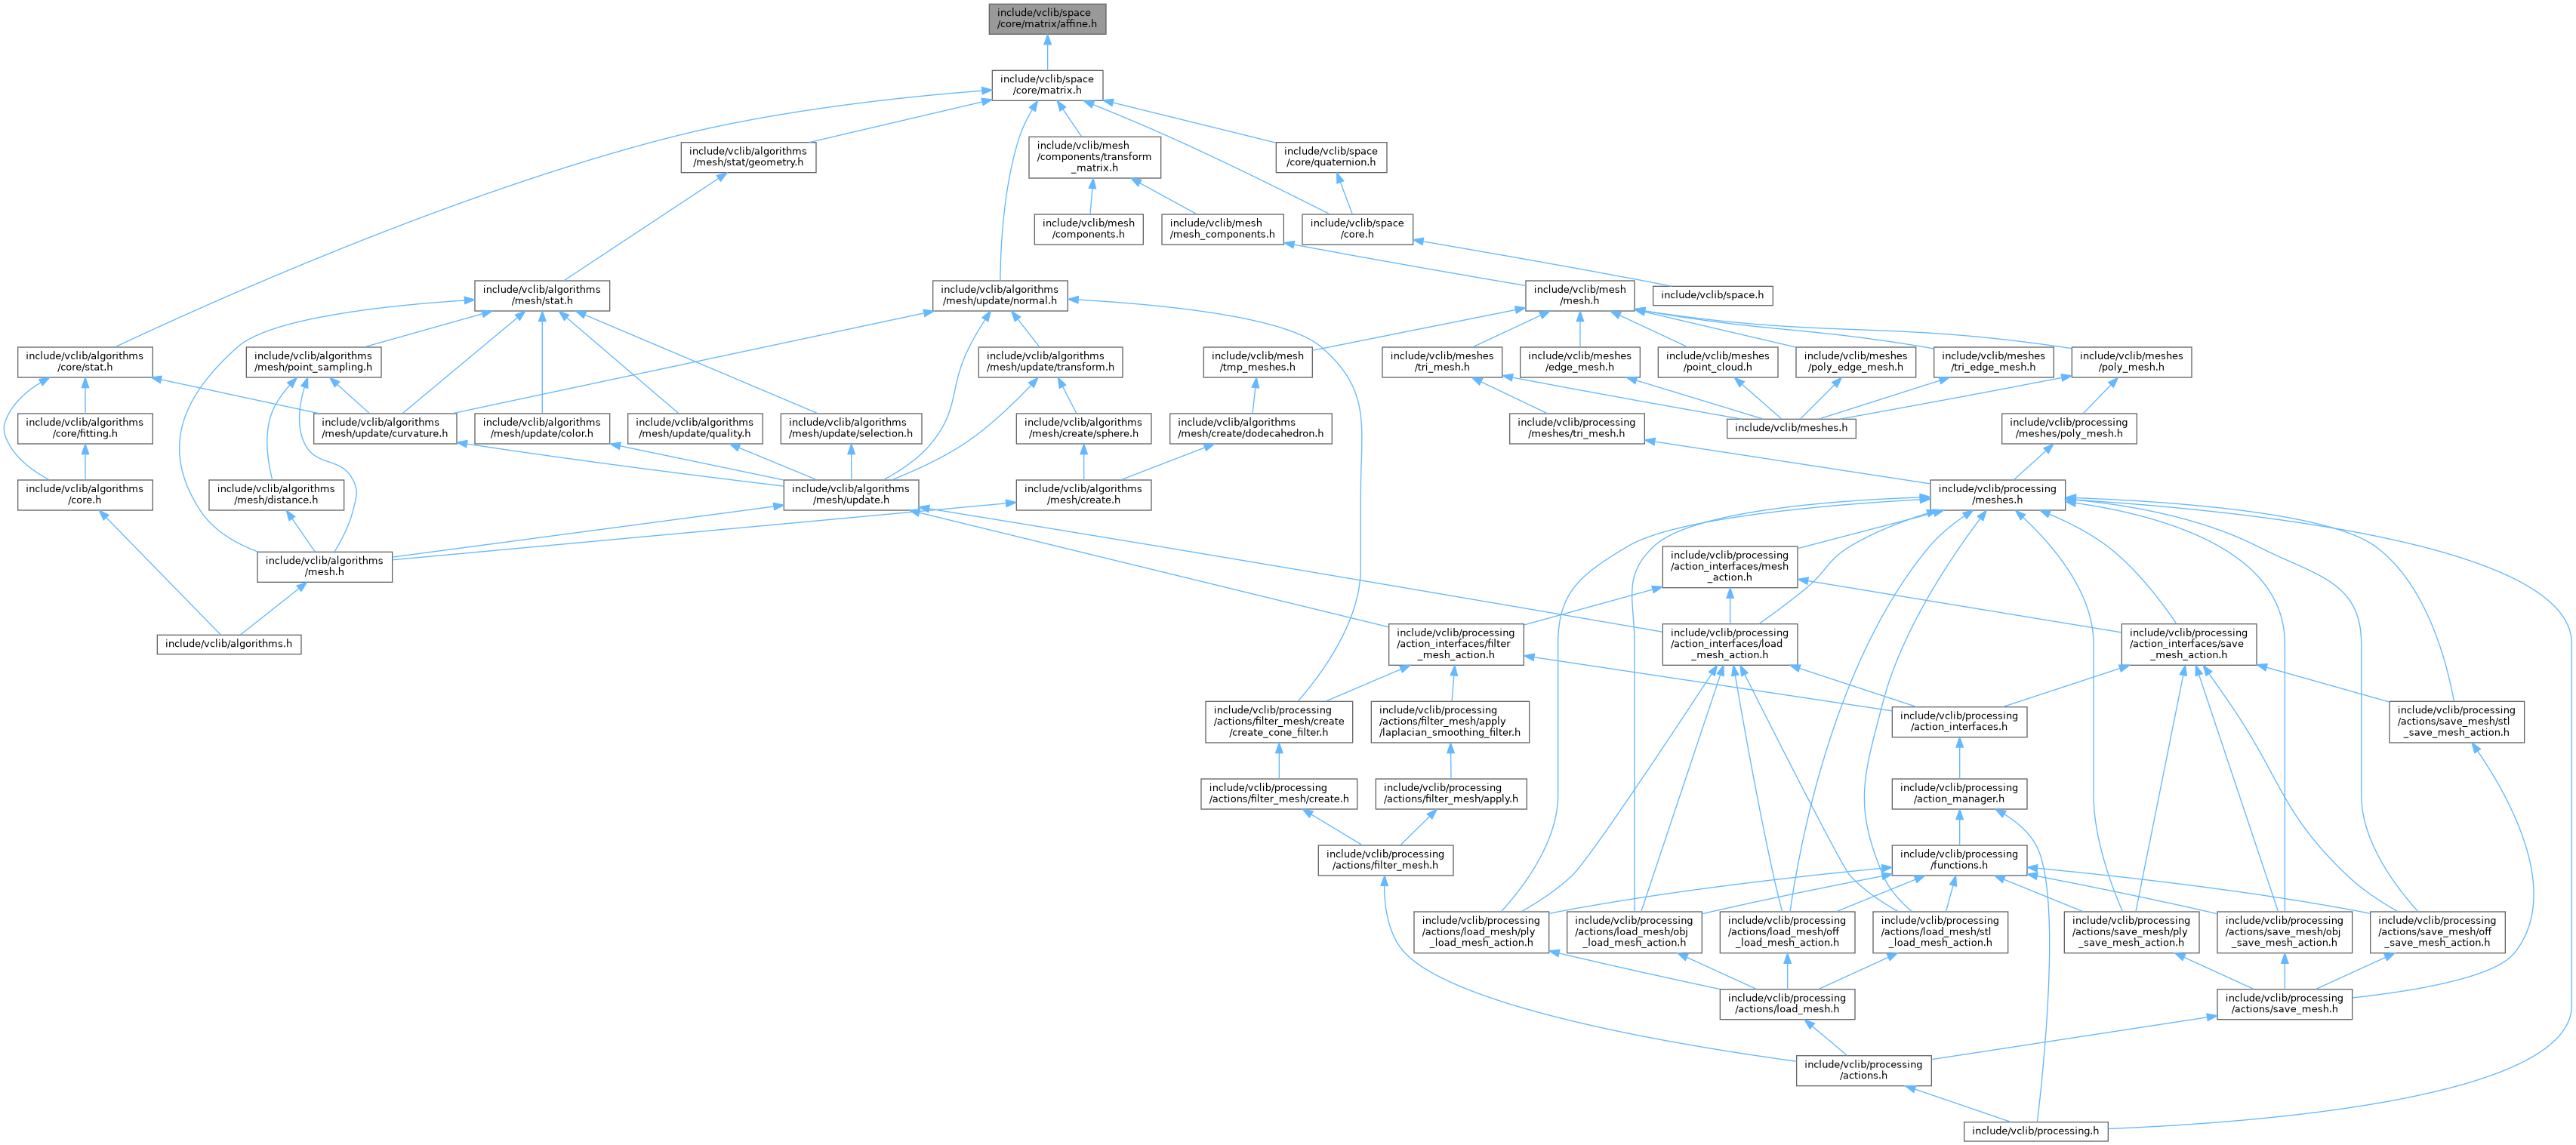 include/vclib/space
/core/matrix/affine.h
include/vclib/space
/core/matrix.h
include/vclib/algorithms
/mesh/stat/geometry.h
include/vclib/mesh
/components/transform
_matrix.h
include/vclib/space
/core/quaternion.h
include/vclib/mesh
/components.h
include/vclib/mesh
/mesh_components.h
include/vclib/space
/core.h
include/vclib/algorithms
/mesh/stat.h
include/vclib/algorithms
/mesh/update/normal.h
include/vclib/mesh
/mesh.h
include/vclib/space.h
include/vclib/algorithms
/core/stat.h
include/vclib/algorithms
/mesh/point_sampling.h
include/vclib/algorithms
/mesh/update/transform.h
include/vclib/mesh
/tmp_meshes.h
include/vclib/meshes
/tri_mesh.h
include/vclib/meshes
/edge_mesh.h
include/vclib/meshes
/point_cloud.h
include/vclib/meshes
/poly_edge_mesh.h
include/vclib/meshes
/tri_edge_mesh.h
include/vclib/meshes
/poly_mesh.h
include/vclib/algorithms
/core/fitting.h
include/vclib/algorithms
/mesh/update/curvature.h
include/vclib/algorithms
/mesh/update/color.h
include/vclib/algorithms
/mesh/update/quality.h
include/vclib/algorithms
/mesh/update/selection.h
include/vclib/algorithms
/mesh/create/sphere.h
include/vclib/algorithms
/mesh/create/dodecahedron.h
include/vclib/processing
/meshes/tri_mesh.h
include/vclib/meshes.h
include/vclib/processing
/meshes/poly_mesh.h
include/vclib/algorithms
/core.h
include/vclib/algorithms
/mesh/distance.h
include/vclib/algorithms
/mesh/update.h
include/vclib/algorithms
/mesh/create.h
include/vclib/processing
/meshes.h
include/vclib/algorithms
/mesh.h
include/vclib/processing
/action_interfaces/mesh
_action.h
include/vclib/algorithms.h
include/vclib/processing
/action_interfaces/filter
_mesh_action.h
include/vclib/processing
/action_interfaces/load
_mesh_action.h
include/vclib/processing
/action_interfaces/save
_mesh_action.h
include/vclib/processing
/actions/filter_mesh/create
/create_cone_filter.h
include/vclib/processing
/actions/filter_mesh/apply
/laplacian_smoothing_filter.h
include/vclib/processing
/action_interfaces.h
include/vclib/processing
/actions/save_mesh/stl
_save_mesh_action.h
include/vclib/processing
/actions/filter_mesh/create.h
include/vclib/processing
/actions/filter_mesh/apply.h
include/vclib/processing
/action_manager.h
include/vclib/processing
/actions/filter_mesh.h
include/vclib/processing
/functions.h
include/vclib/processing
/actions/load_mesh/ply
_load_mesh_action.h
include/vclib/processing
/actions/load_mesh/obj
_load_mesh_action.h
include/vclib/processing
/actions/load_mesh/off
_load_mesh_action.h
include/vclib/processing
/actions/load_mesh/stl
_load_mesh_action.h
include/vclib/processing
/actions/save_mesh/ply
_save_mesh_action.h
include/vclib/processing
/actions/save_mesh/obj
_save_mesh_action.h
include/vclib/processing
/actions/save_mesh/off
_save_mesh_action.h
include/vclib/processing
/actions/load_mesh.h
include/vclib/processing
/actions/save_mesh.h
include/vclib/processing
/actions.h
include/vclib/processing.h